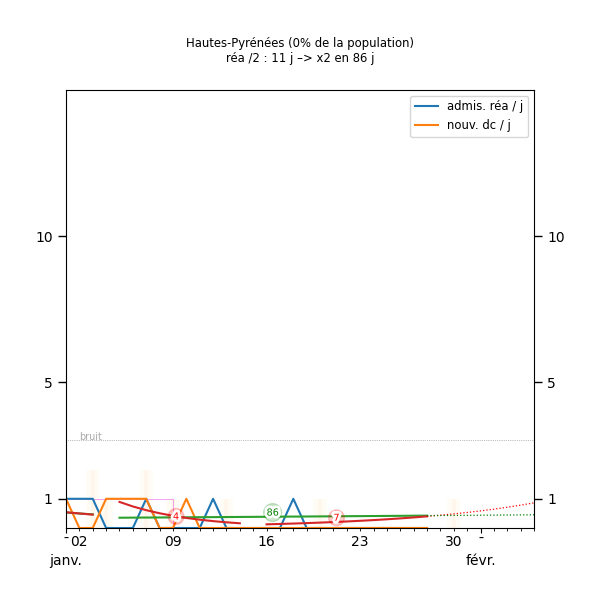 Hautes-Pyrénées (0% de la population)
réa /2 : 11 j –> x2 en 86 j
admis. réa / j
nouv. dc / j
10 10
5 5
bruit
1 1
4 86 7
02 09 16 23 30
janv. févr.